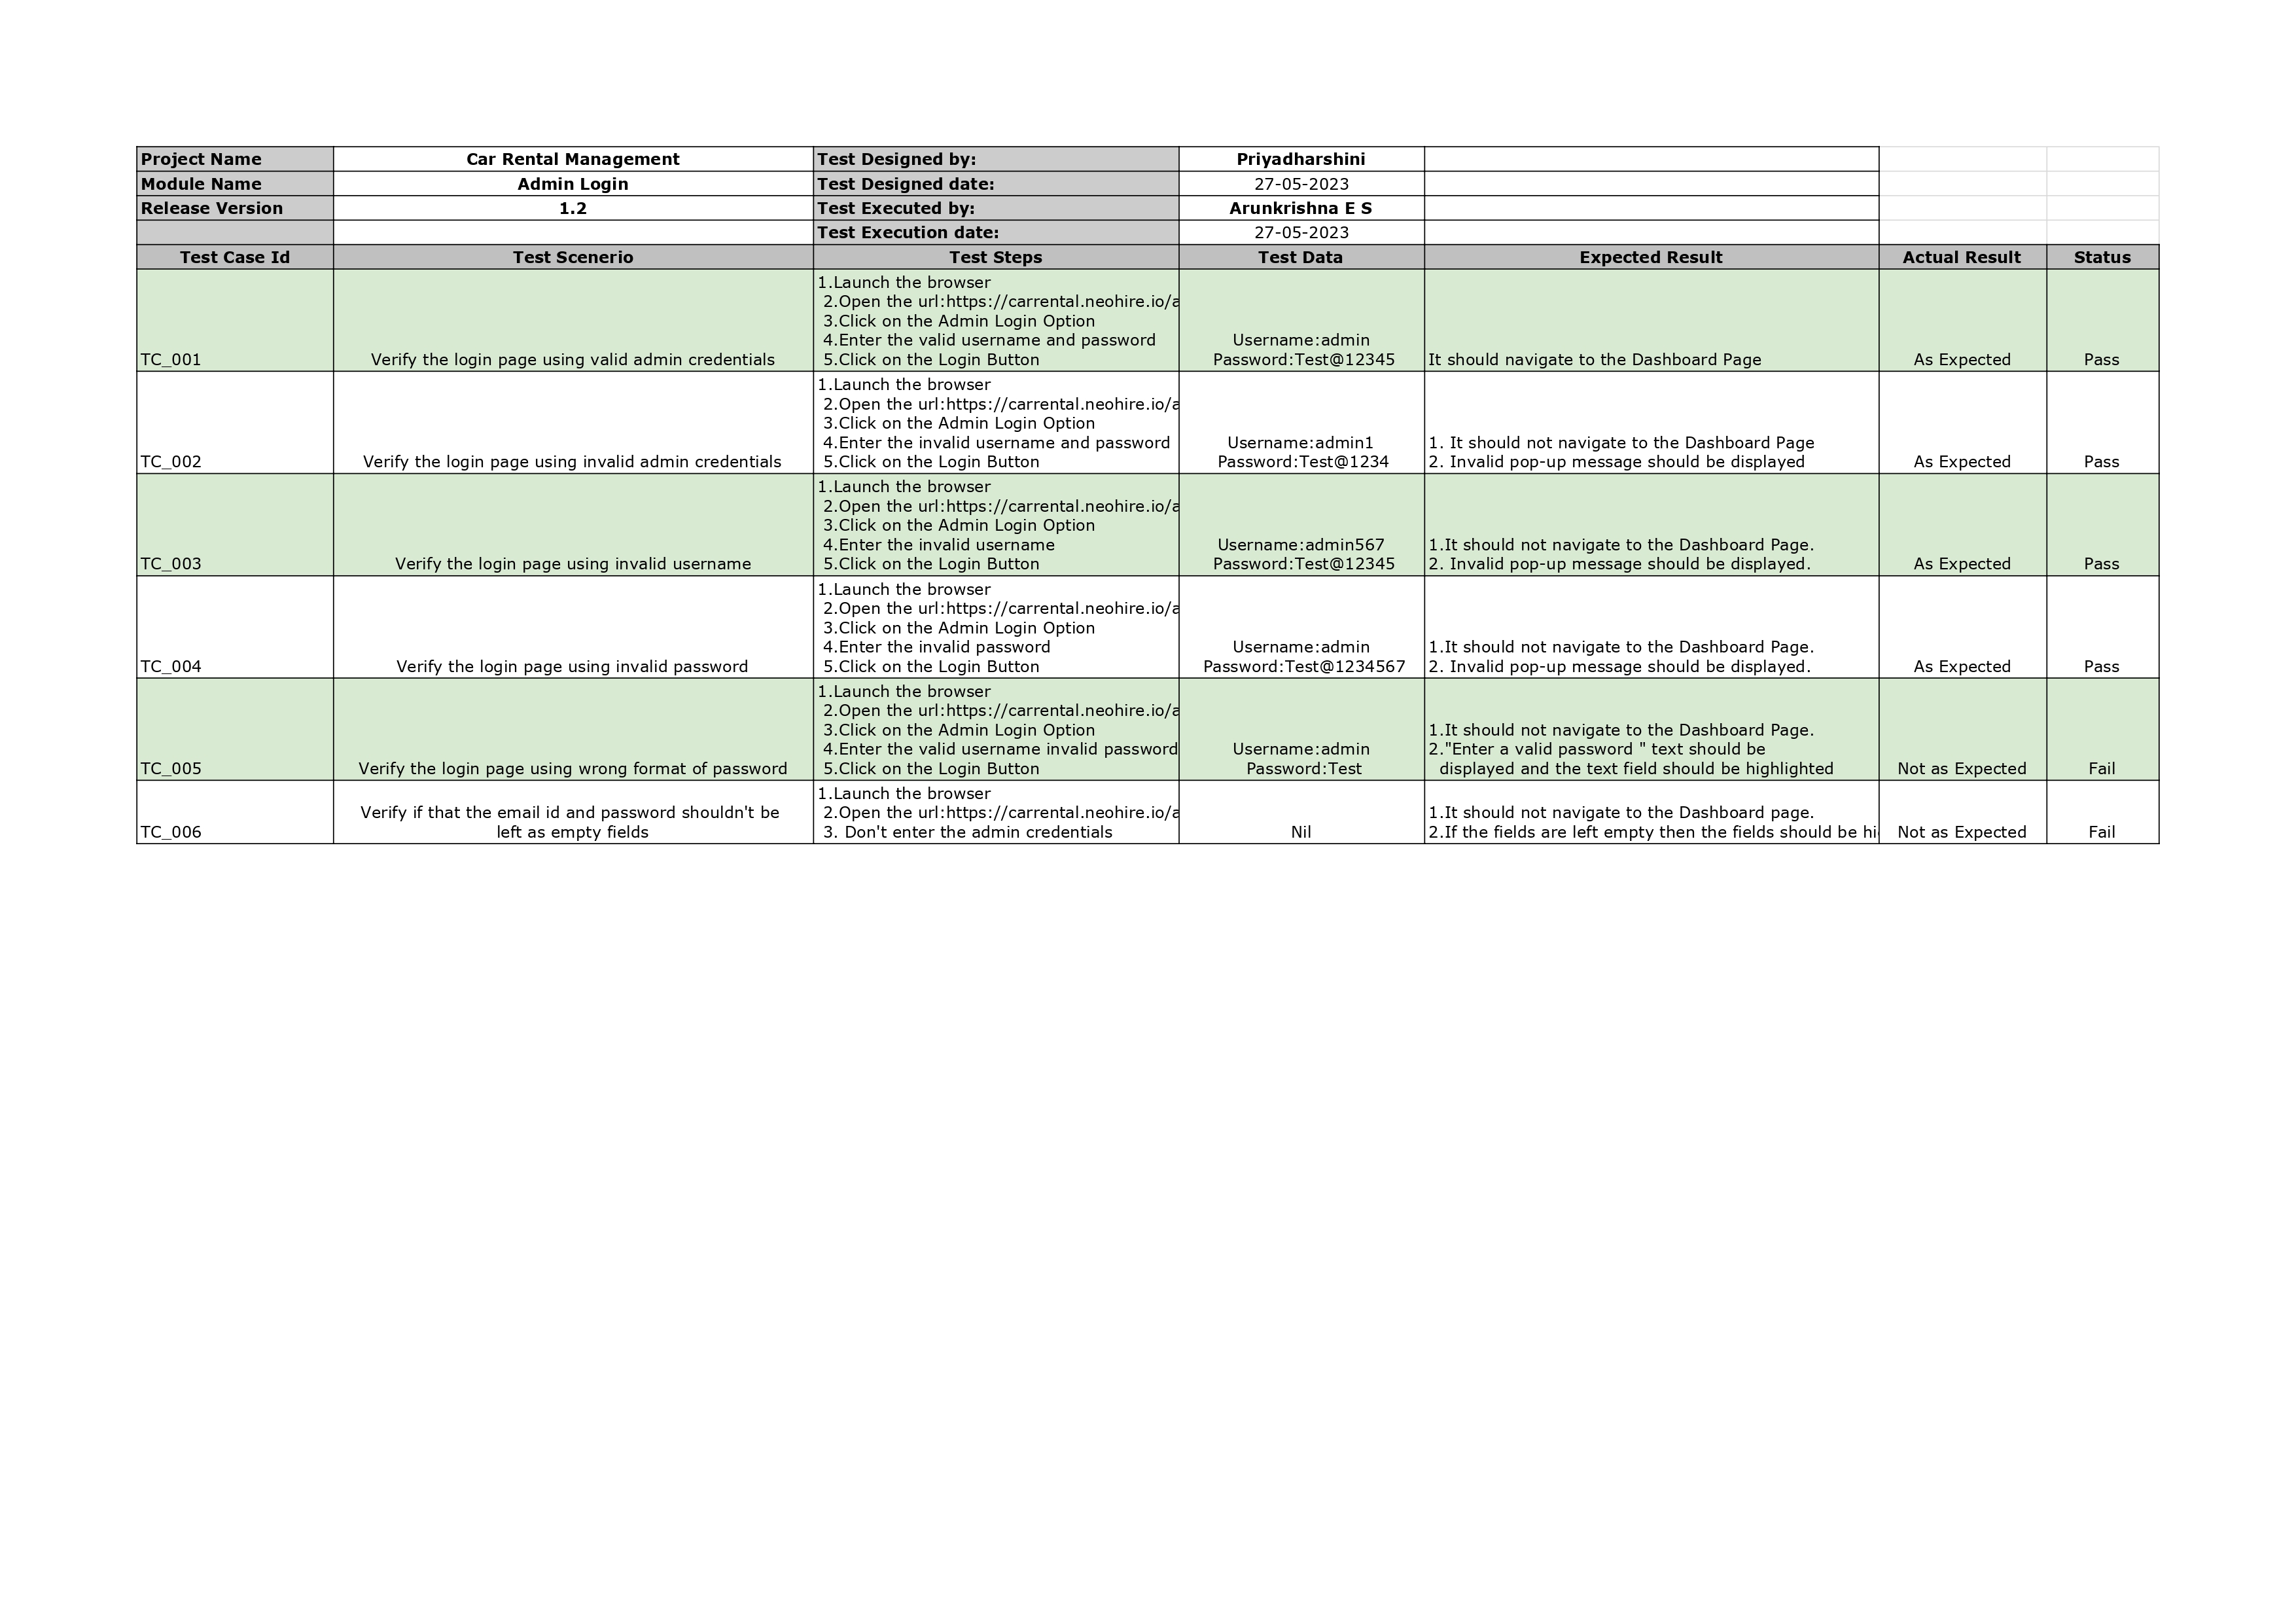 Project Name Car Rental Management Test Designed by: Priyadharshini
Module Name Admin Login Test Designed date: 27-05-2023
Release Version 1.2 Test Executed by: Arunkrishna E S
Test Execution date: 27-05-2023
Test Case Id Test Scenerio Test Steps Test Data Expected Result Actual Result Status
1.Launch the browser
2.Open the url:https://carrental.neohire.io/a
3.Click on the Admin Login Option
4.Enter the valid username and password Username:admin
TC_001 Verify the login page using valid admin credentials 5.Click on the Login Button Password:Test@12345 It should navigate to the Dashboard Page As Expected Pass
1.Launch the browser
2.Open the url:https://carrental.neohire.io/a
3.Click on the Admin Login Option
4.Enter the invalid username and password Username:admin1 1. It should not navigate to the Dashboard Page
TC_002 Verify the login page using invalid admin credentials 5.Click on the Login Button Password:Test@1234 2. Invalid pop-up message should be displayed As Expected Pass
1.Launch the browser
2.Open the url:https://carrental.neohire.io/a
3.Click on the Admin Login Option
4.Enter the invalid username Username:admin567 1.It should not navigate to the Dashboard Page.
TC_003 Verify the login page using invalid username 5.Click on the Login Button Password:Test@12345 2. Invalid pop-up message should be displayed. As Expected Pass
1.Launch the browser
2.Open the url:https://carrental.neohire.io/a
3.Click on the Admin Login Option
4.Enter the invalid password Username:admin 1.It should not navigate to the Dashboard Page.
TC_004 Verify the login page using invalid password 5.Click on the Login Button Password:Test@1234567 2. Invalid pop-up message should be displayed. As Expected Pass
1.Launch the browser
2.Open the url:https://carrental.neohire.io/a
3.Click on the Admin Login Option 1.It should not navigate to the Dashboard Page.
4.Enter the valid username invalid password Username:admin 2."Enter a valid password " text should be
TC_005 Verify the login page using wrong format of password 5.Click on the Login Button Password:Test displayed and the text field should be highlighted Not as Expected Fail
1.Launch the browser
Verify if that the email id and password shouldn't be 2.Open the url:https://carrental.neohire.io/a 1.It should not navigate to the Dashboard page.
TC_006 left as empty fields 3. Don't enter the admin credentials Nil 2.If the fields are left empty then the fields should be Not as Expected Fail